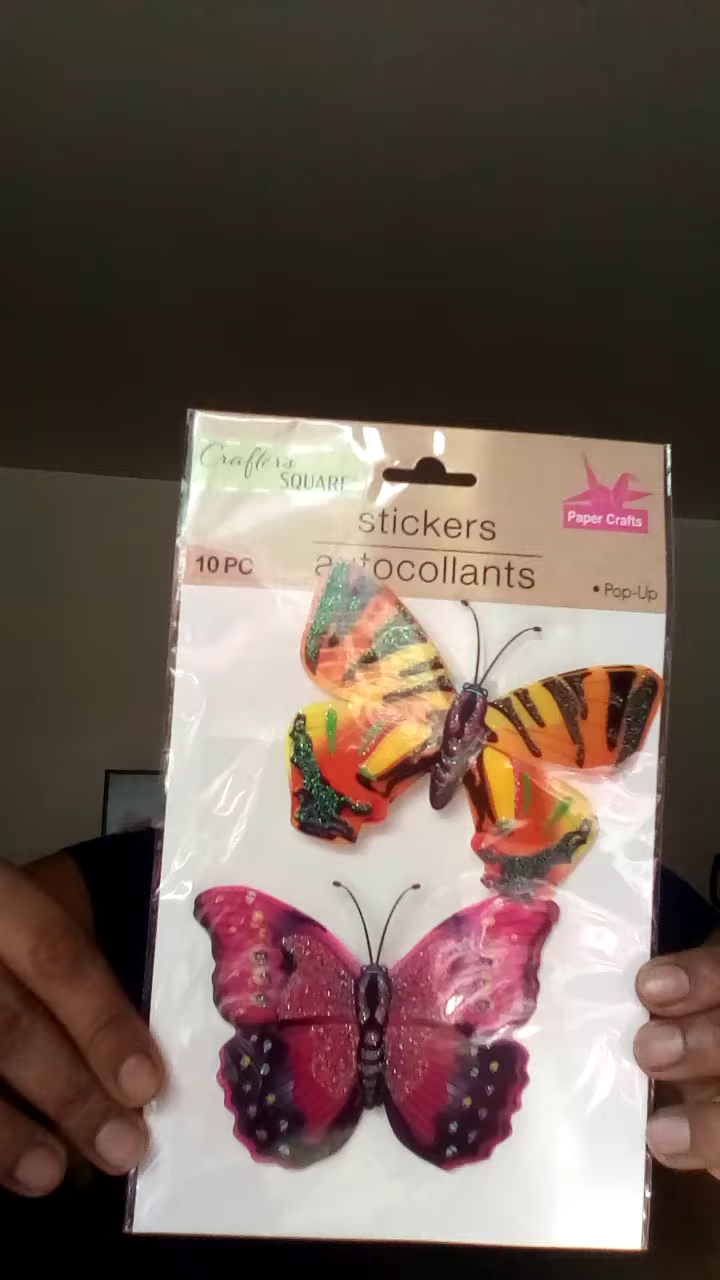 Crafters
SQUARE
Paper Crafts
stickers
autocollants
10 PC
• Pop-Up